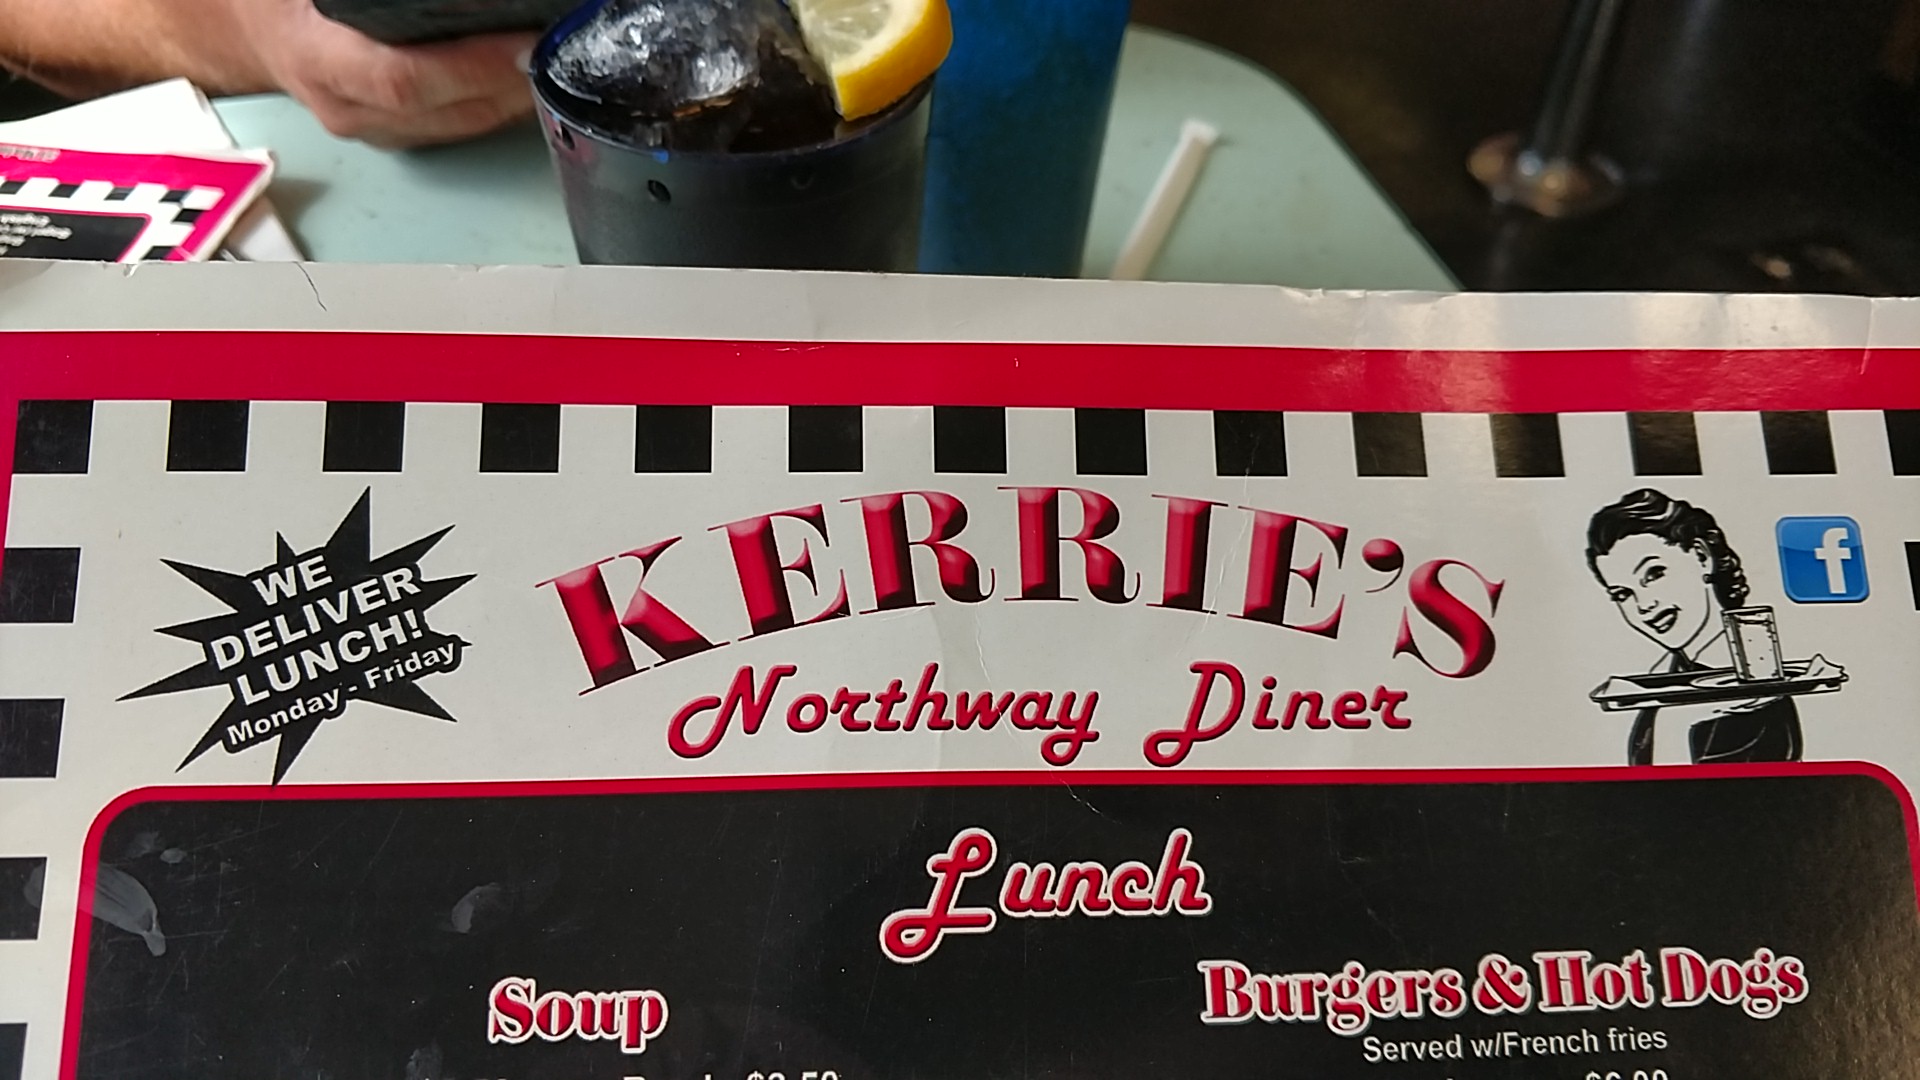 WE
DELIVER
LUNCH!
Monday - Friday
KERRIE'S
Northway Diner
f
Lunch
Soup
Burgers & Hot Dogs
Served w/French fries